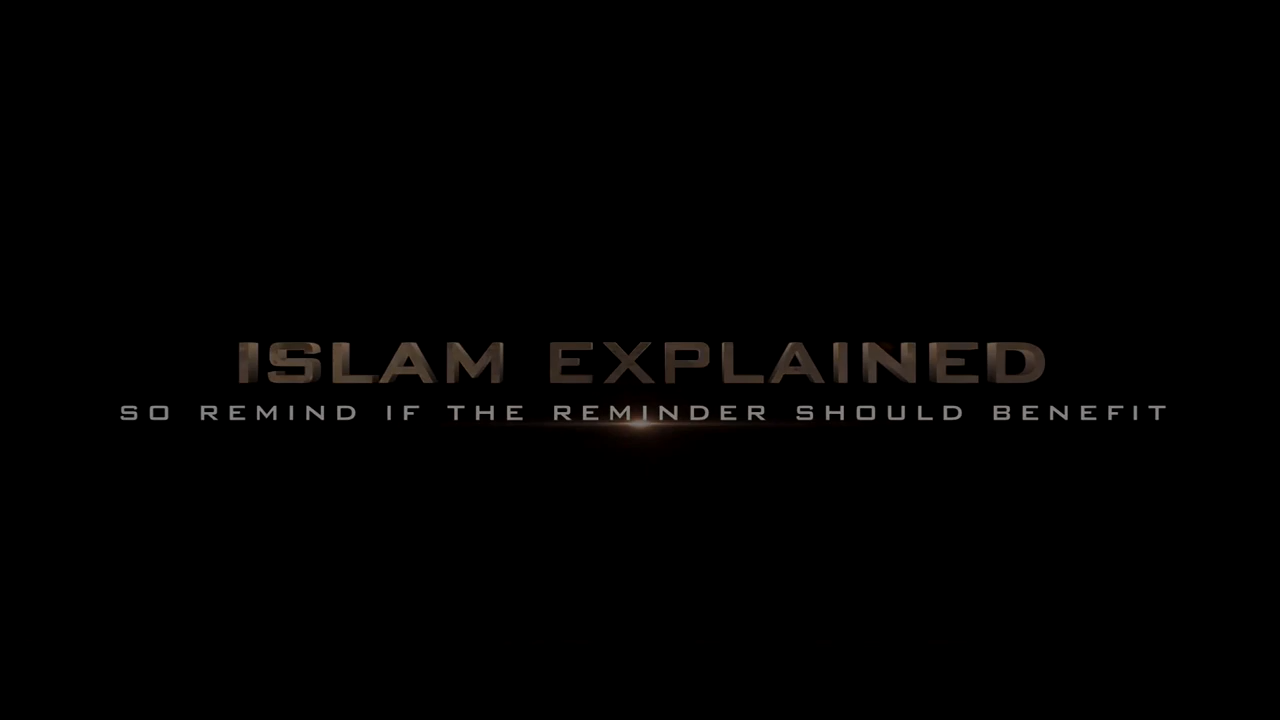 ISLAM EXPLAINED
SO REMIND IF THE REMINDER SHOULD BENEFIT